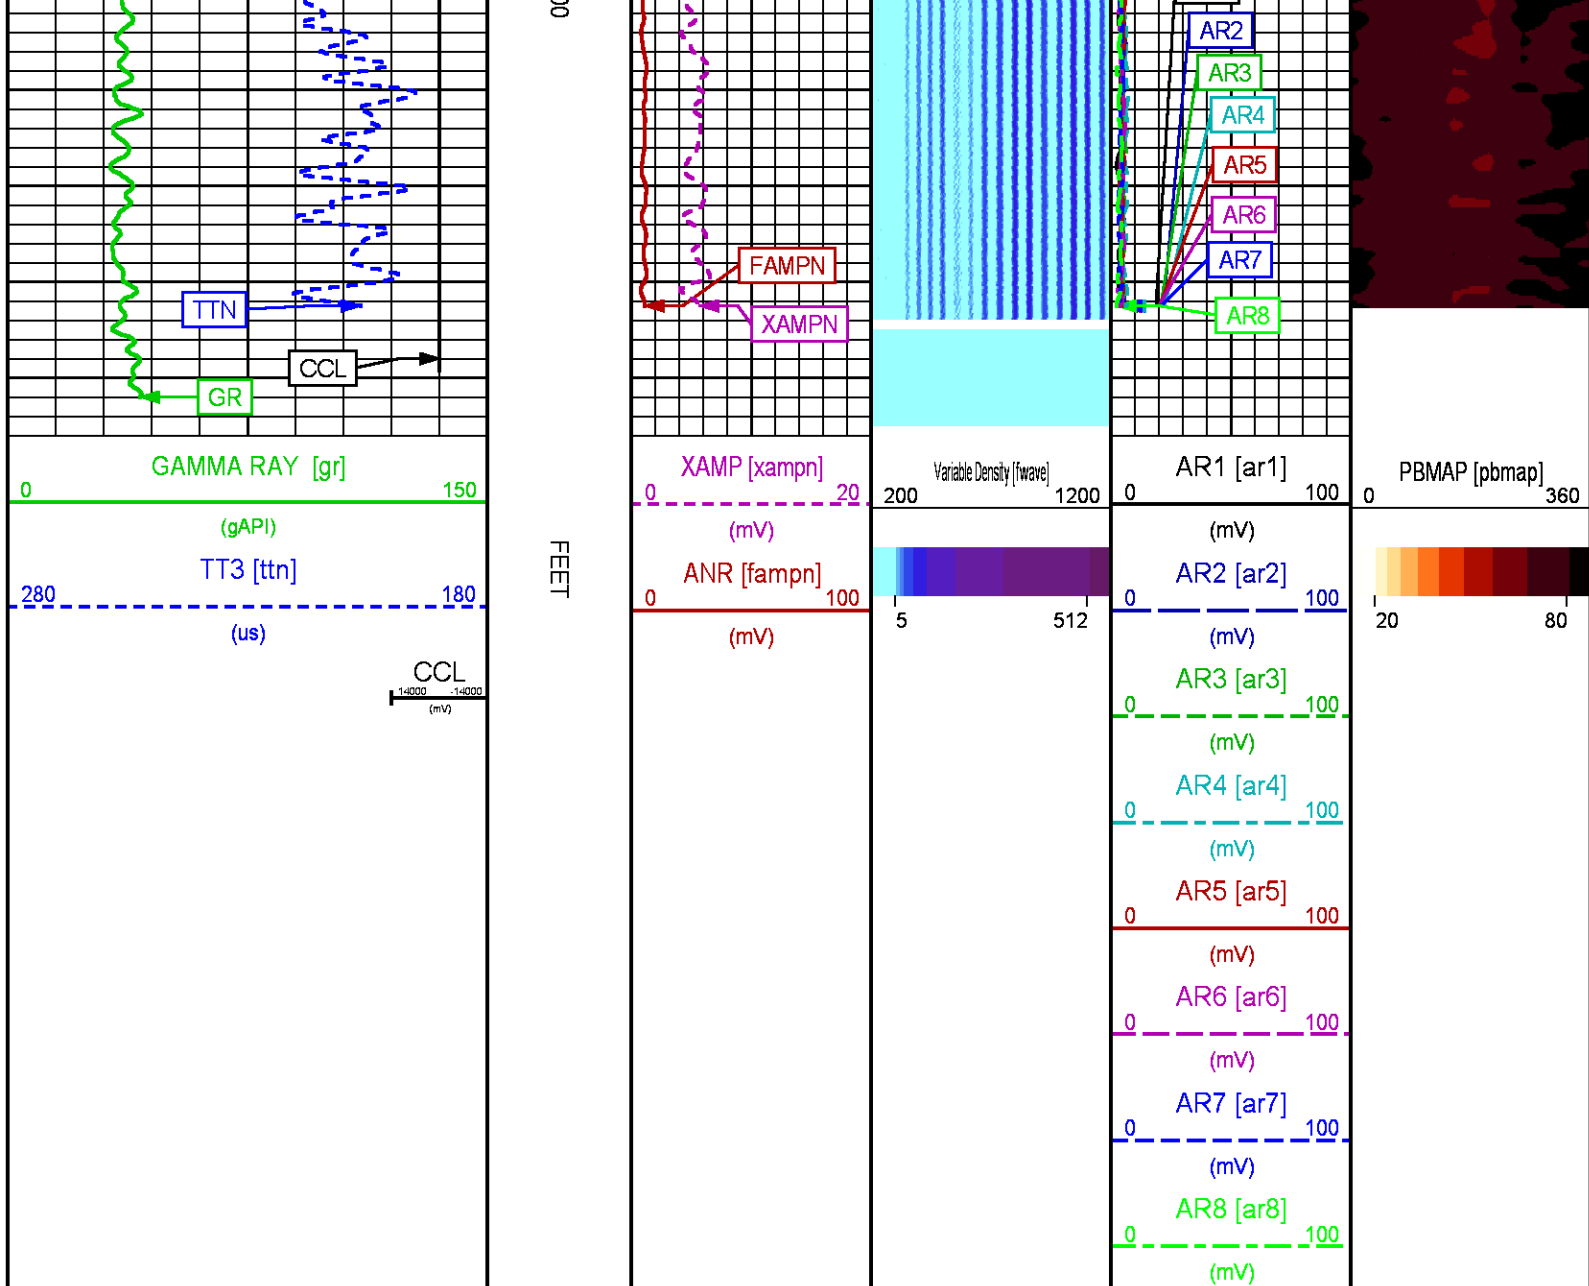 00
AR2
AR3
AR4
AR5
AR6
AR7
AR8
FAMPN
XAMPN
TTN
CCL
GR
GAMMA RAY [gr]
0 150
(gAPI)
TT3 [ttn]
280 180
(us)
CCL
14000 -14000
(mV)
FEET
XAMP [xampn]
0 20
(mV)
ANR [fampn]
0 100
(mV)
Variable Density [fwave]
200 1200
5 512
AR1 [ar1]
0 100
(mV)
AR2 [ar2]
0 100
(mV)
AR3 [ar3]
0 100
(mV)
AR4 [ar4]
0 100
(mV)
AR5 [ar5]
0 100
(mV)
AR6 [ar6]
0 100
(mV)
AR7 [ar7]
0 100
(mV)
AR8 [ar8]
0 100
(mV)
PBMAP [pbmap]
0 360
20 80